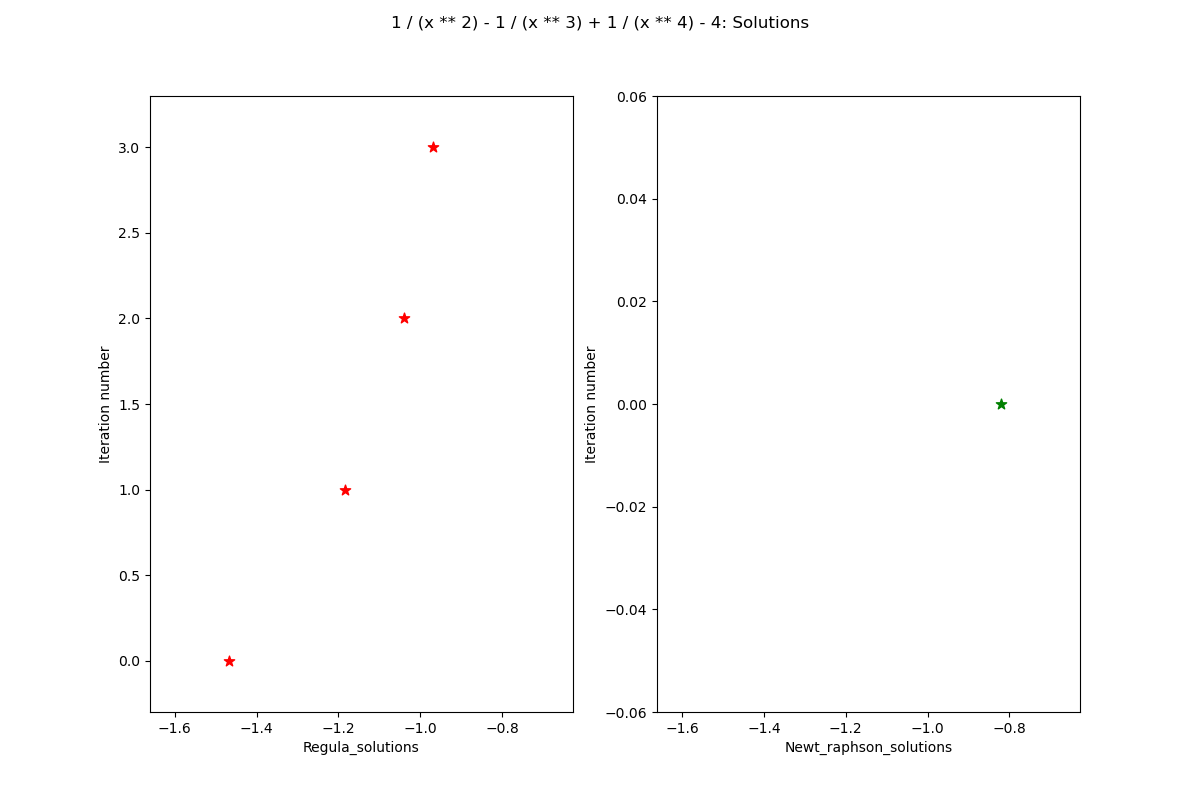 1 / (x ** 2) - 1 / (x ** 3) + 1 / (x ** 4) - 4: Solutions
3.0
2.5
2.0
1.5
1.0
0.5
0.0
Iteration number
−1.6 −1.4 −1.2 −1.0 −0.8
Regula_solutions
0.06
0.04
0.02
0.00
−0.02
−0.04
−0.06
Iteration number
−1.6 −1.4 −1.2 −1.0 −0.8
Newt_raphson_solutions